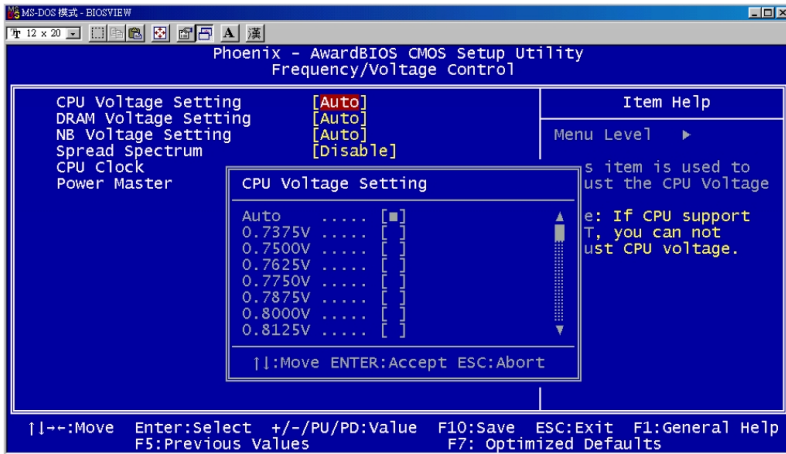 MS-DOS 模式 - BIOSVIEW
12 x 20
A 漢
Phoenix - AwardBIOS CMOS Setup Utility
Frequency/Voltage Control
CPU Voltage Setting [Auto]
DRAM Voltage Setting [Auto]
NB Voltage Setting [Auto]
Spread Spectrum [Disable]
CPU Clock
Power Master
Item Help
Menu Level ►
s item is used to
ust the CPU Voltage
e: If CPU support
T, you can not
ust CPU voltage.
CPU Voltage Setting
Auto ..... [■]
0.7375V ..... [ ]
0.7500V ..... [ ]
0.7625V ..... [ ]
0.7750V ..... [ ]
0.7875V ..... [ ]
0.8000V ..... [ ]
0.8125V ..... [ ]
↑↓:Move ENTER:Accept ESC:Abort
↑↓→←:Move Enter:Select +/-/PU/PD:Value F10:Save ESC:Exit F1:General Help
F5:Previous Values F7: Optimized Defaults